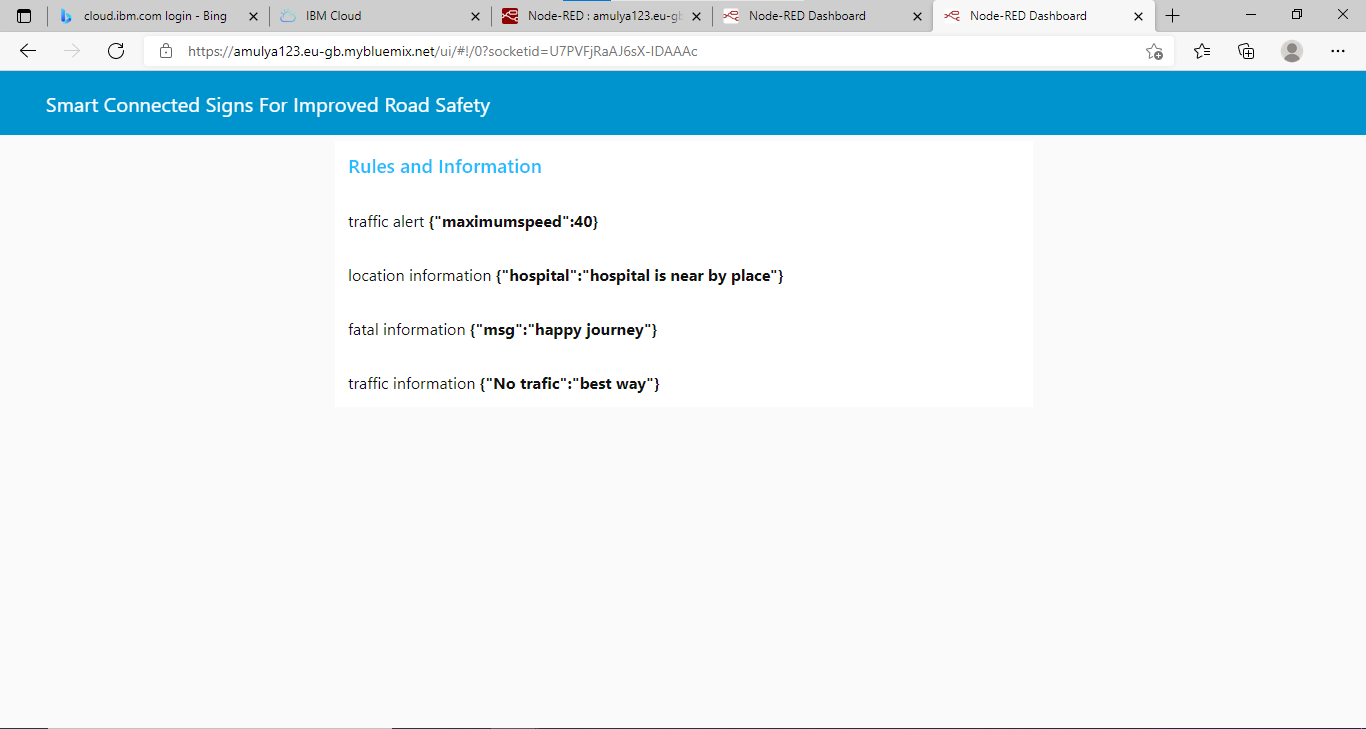 cloud.ibm.com login - Bing
IBM Cloud
Node-RED : amulya123.eu-gb
Node-RED Dashboard
Node-RED Dashboard
https://amulya123.eu-gb.mybluemix.net/ui/#!/0?socketid=U7PVFjRaAJ6sX-IDAAAc
Smart Connected Signs For Improved Road Safety
Rules and Information
traffic alert {"maximumspeed":40}
location information {"hospital":"hospital is near by place"}
fatal information {"msg":"happy journey"}
traffic information {"No trafic":"best way"}